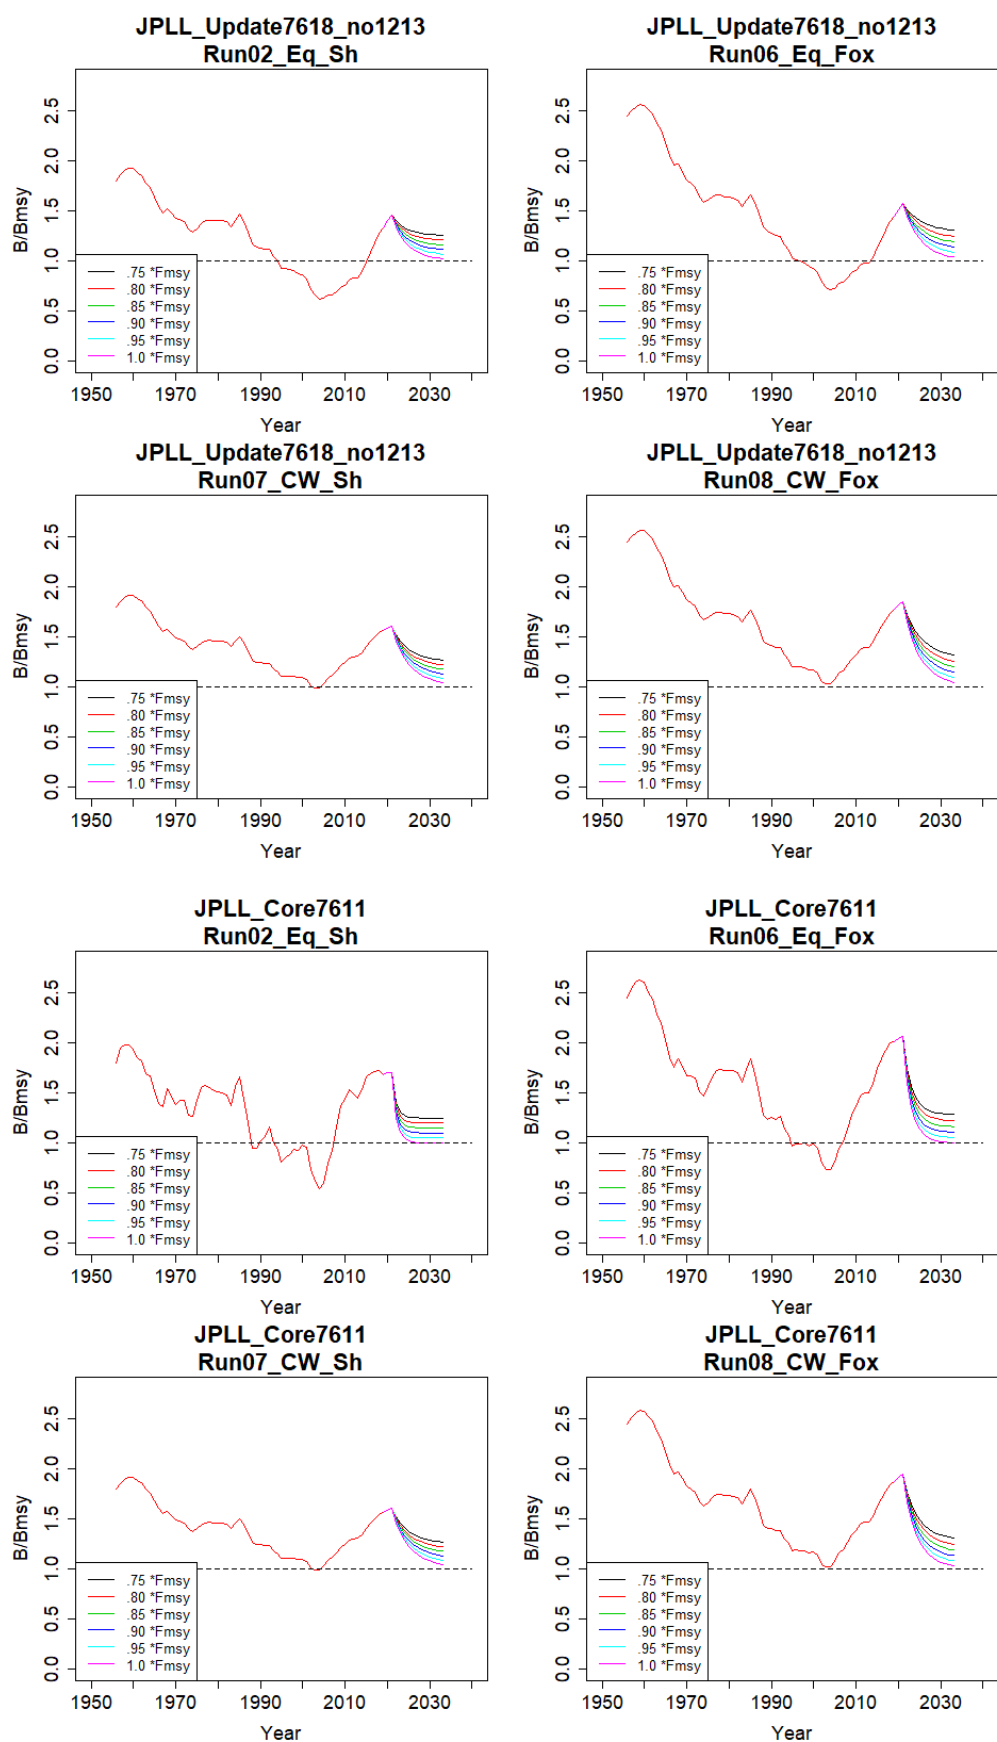 JPLL_Update7618_no1213
Run02_Eq_Sh
B/Bmsy
2.5
2.0
1.5
1.0
0.5
0.0
.75 *Fmsy
.80 *Fmsy
.85 *Fmsy
.90 *Fmsy
.95 *Fmsy
1.0 *Fmsy
1950 1970 1990 2010 2030
Year
JPLL_Update7618_no1213
Run06_Eq_Fox
B/Bmsy
2.5
2.0
1.5
1.0
0.5
0.0
.75 *Fmsy
.80 *Fmsy
.85 *Fmsy
.90 *Fmsy
.95 *Fmsy
1.0 *Fmsy
1950 1970 1990 2010 2030
Year
JPLL_Update7618_no1213
Run07_CW_Sh
B/Bmsy
2.5
2.0
1.5
1.0
0.5
0.0
.75 *Fmsy
.80 *Fmsy
.85 *Fmsy
.90 *Fmsy
.95 *Fmsy
1.0 *Fmsy
1950 1970 1990 2010 2030
Year
JPLL_Update7618_no1213
Run08_CW_Fox
B/Bmsy
2.5
2.0
1.5
1.0
0.5
0.0
.75 *Fmsy
.80 *Fmsy
.85 *Fmsy
.90 *Fmsy
.95 *Fmsy
1.0 *Fmsy
1950 1970 1990 2010 2030
Year
JPLL_Core7611
Run02_Eq_Sh
B/Bmsy
2.5
2.0
1.5
1.0
0.5
0.0
.75 *Fmsy
.80 *Fmsy
.85 *Fmsy
.90 *Fmsy
.95 *Fmsy
1.0 *Fmsy
1950 1970 1990 2010 2030
Year
JPLL_Core7611
Run06_Eq_Fox
B/Bmsy
2.5
2.0
1.5
1.0
0.5
0.0
.75 *Fmsy
.80 *Fmsy
.85 *Fmsy
.90 *Fmsy
.95 *Fmsy
1.0 *Fmsy
1950 1970 1990 2010 2030
Year
JPLL_Core7611
Run07_CW_Sh
B/Bmsy
2.5
2.0
1.5
1.0
0.5
0.0
.75 *Fmsy
.80 *Fmsy
.85 *Fmsy
.90 *Fmsy
.95 *Fmsy
1.0 *Fmsy
1950 1970 1990 2010 2030
Year
JPLL_Core7611
Run08_CW_Fox
B/Bmsy
2.5
2.0
1.5
1.0
0.5
0.0
.75 *Fmsy
.80 *Fmsy
.85 *Fmsy
.90 *Fmsy
.95 *Fmsy
1.0 *Fmsy
1950 1970 1990 2010 2030
Year